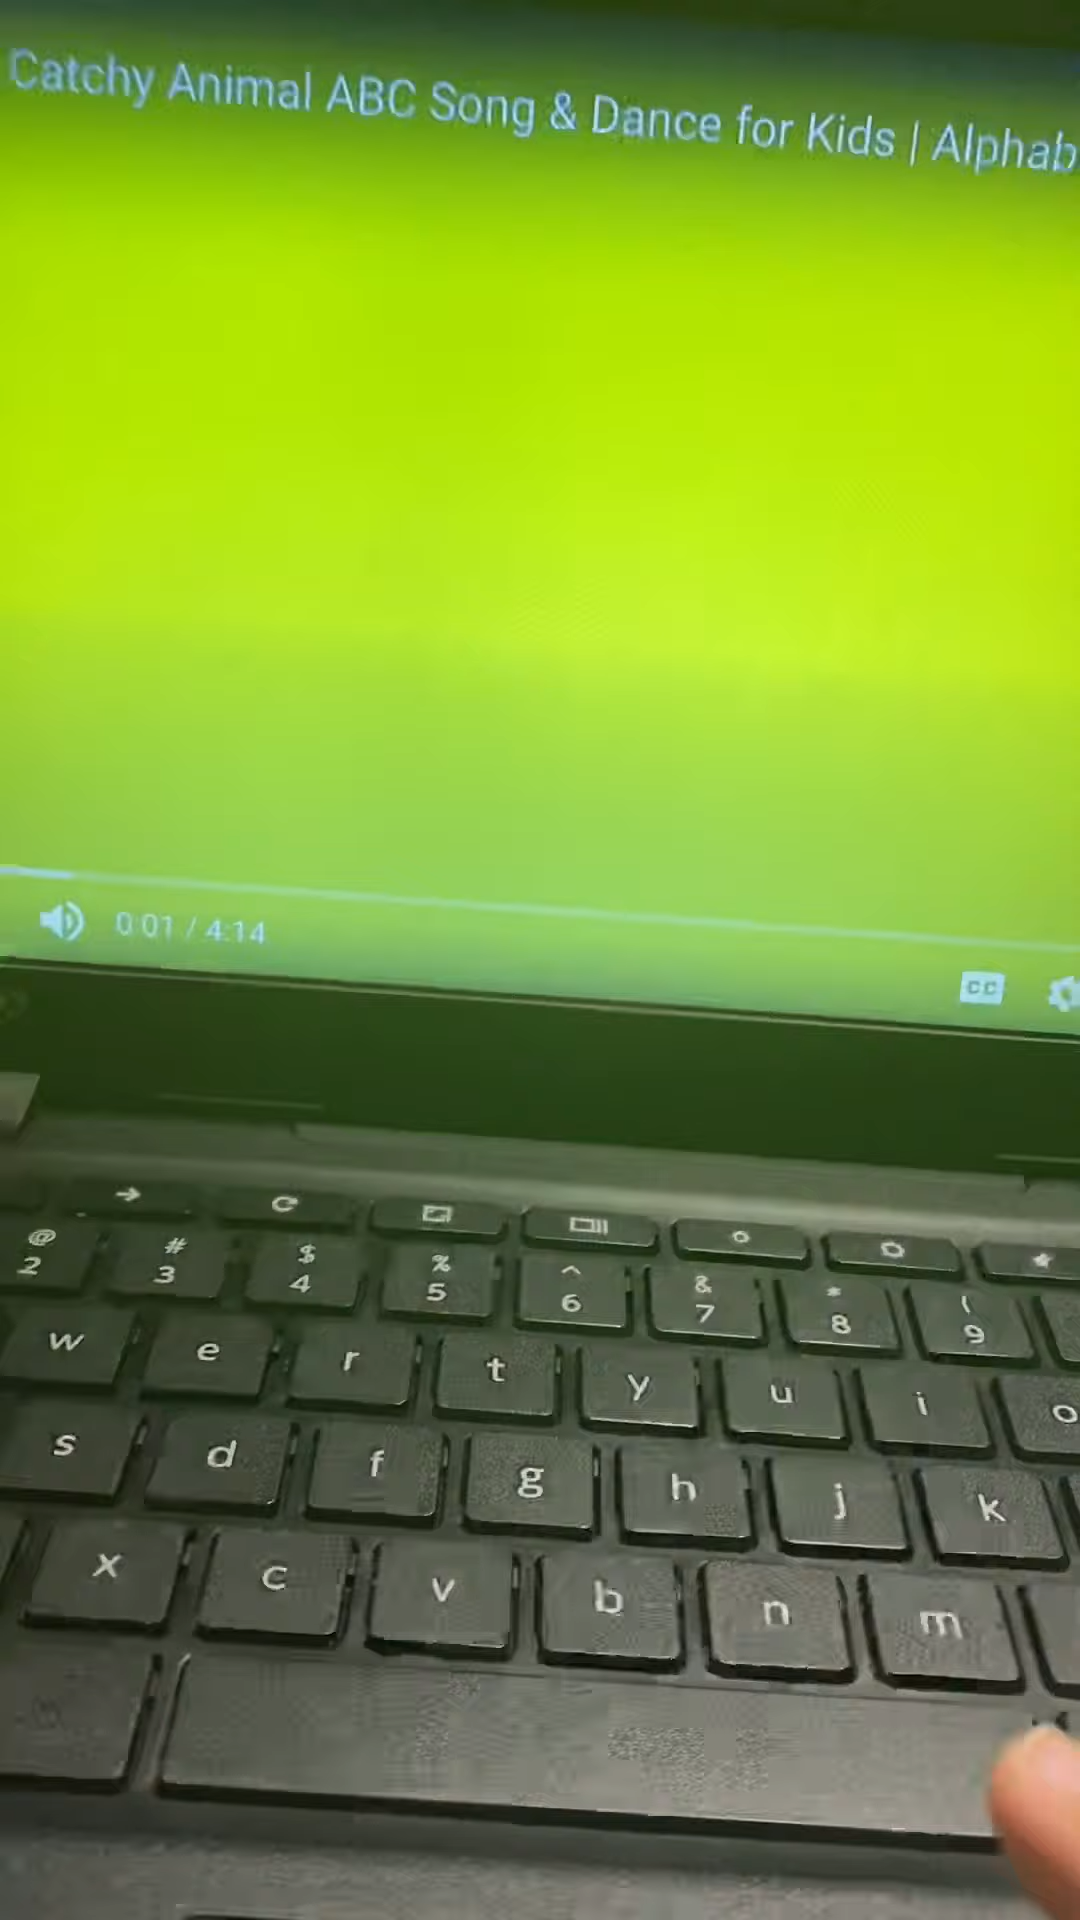 Catchy Animal ABC Song & Dance for Kids | Alphab
0:01 / 4:14
CC
@ # $ % ^ & * (
2 3 4 5 6 7 8 9
w e r t y u i o
s d f g h j k
x c v b n m